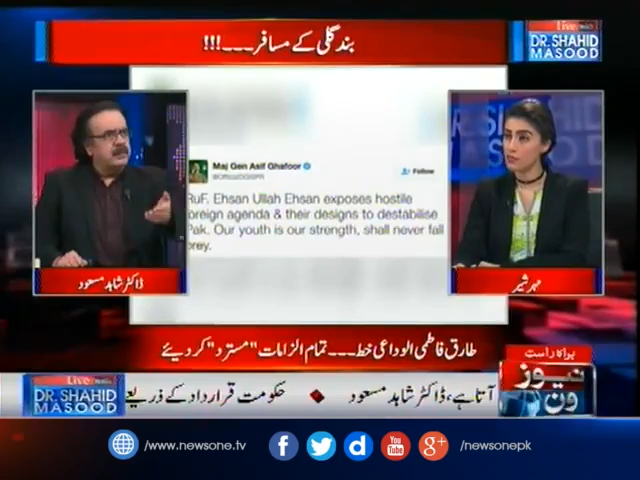 بند گلی کے مسافر ---!!!
Live With
DR. SHAHID
MASOOD
Maj Gen Asif Ghafoor
Follow
RuF. Ehsan Ullah Ehsan exposes hostile
foreign agenda & their designs to destabilise
Pak. Our youth is our strength, shall never fall
prey.
ڈاکٹر شاہد مسعود
مہر شیر
طارق فاطمی الوداعی خط --- تمام الزامات "مسترد" کر دیئے
براہ راست
نیوز ون
Live With
DR. SHAHID
MASOOD
آتا ہے، ڈاکٹر شاہد مسعود
حکومت قرارداد کے ذریعے
/www.newsone.tv
/newsonepk